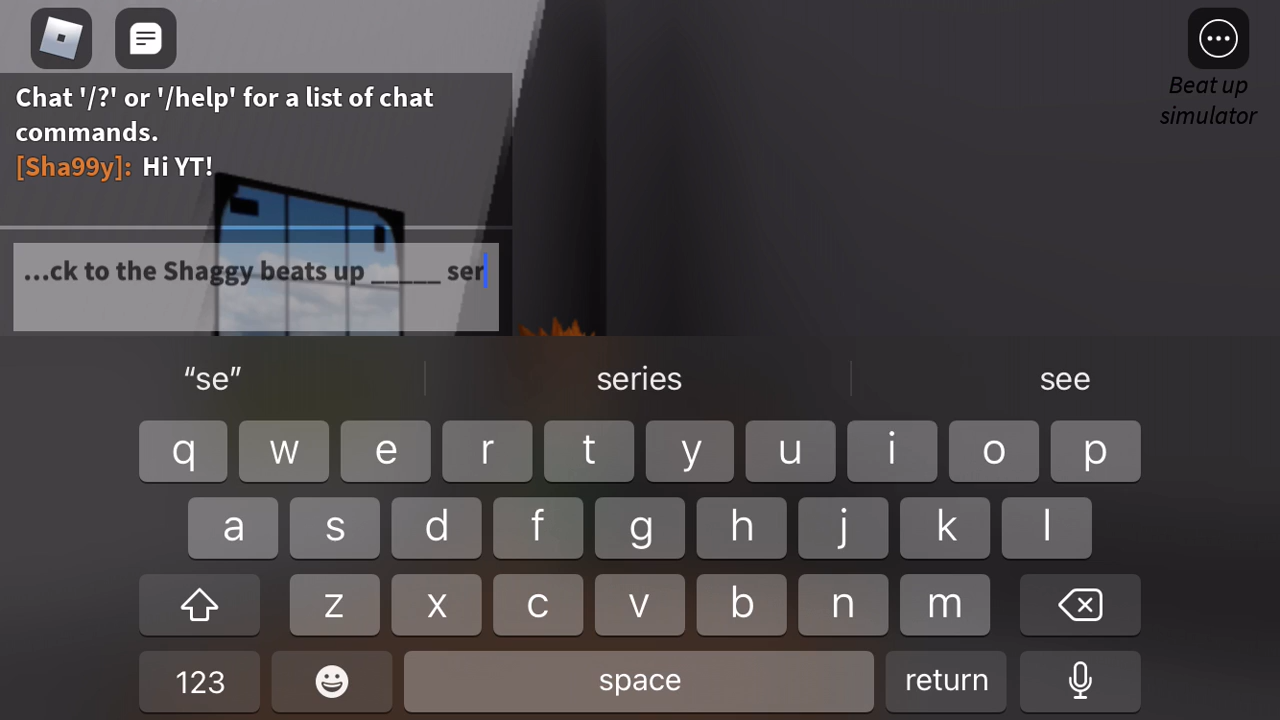 Chat '/?' or '/help' for a list of chat
commands.
[Sha99y]: Hi YT!
Beat up
simulator
...ck to the Shaggy beats up _____ ser
“se” series see
q w e r t y u i o p
a s d f g h j k l
z x c v b n m
123 space return